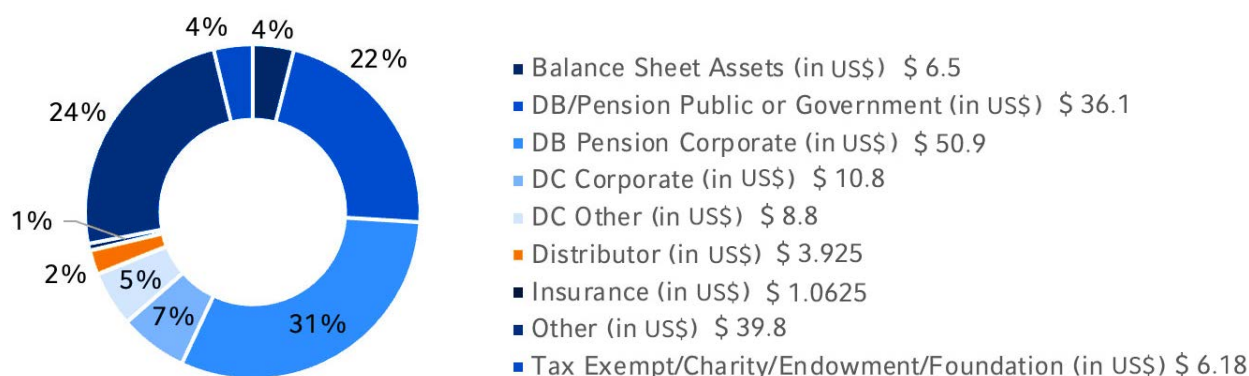 4% 4%
22%
24%
1%
2%
5%
7%
31%
Balance Sheet Assets (in US$) $ 6.5
DB/Pension Public or Government (in US$) $ 36.1
DB Pension Corporate (in US$) $ 50.9
DC Corporate (in US$) $ 10.8
DC Other (in US$) $ 8.8
Distributor (in US$) $ 3.925
Insurance (in US$) $ 1.0625
Other (in US$) $ 39.8
Tax Exempt/Charity/Endowment/Foundation (in US$) $ 6.18